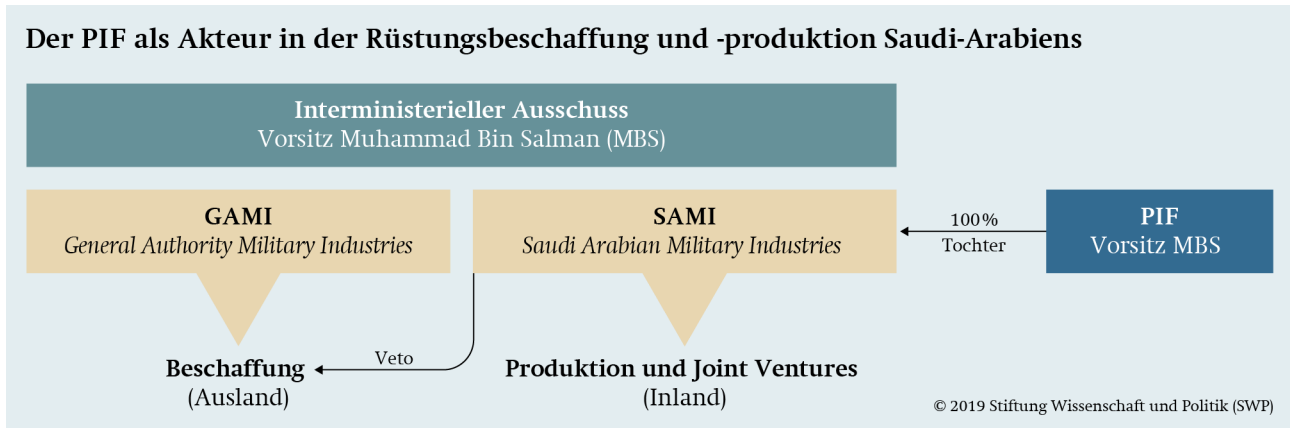 Der PIF als Akteur in der Rüstungsbeschaffung und -produktion Saudi-Arabiens
Interministerieller Ausschuss
Vorsitz Muhammad Bin Salman (MBS)
GAMI
General Authority Military Industries
SAMI
Saudi Arabian Military Industries
100%
Tochter
PIF
Vorsitz MBS
Veto
Beschaffung
(Ausland)
Produktion und Joint Ventures
(Inland)
© 2019 Stiftung Wissenschaft und Politik (SWP)